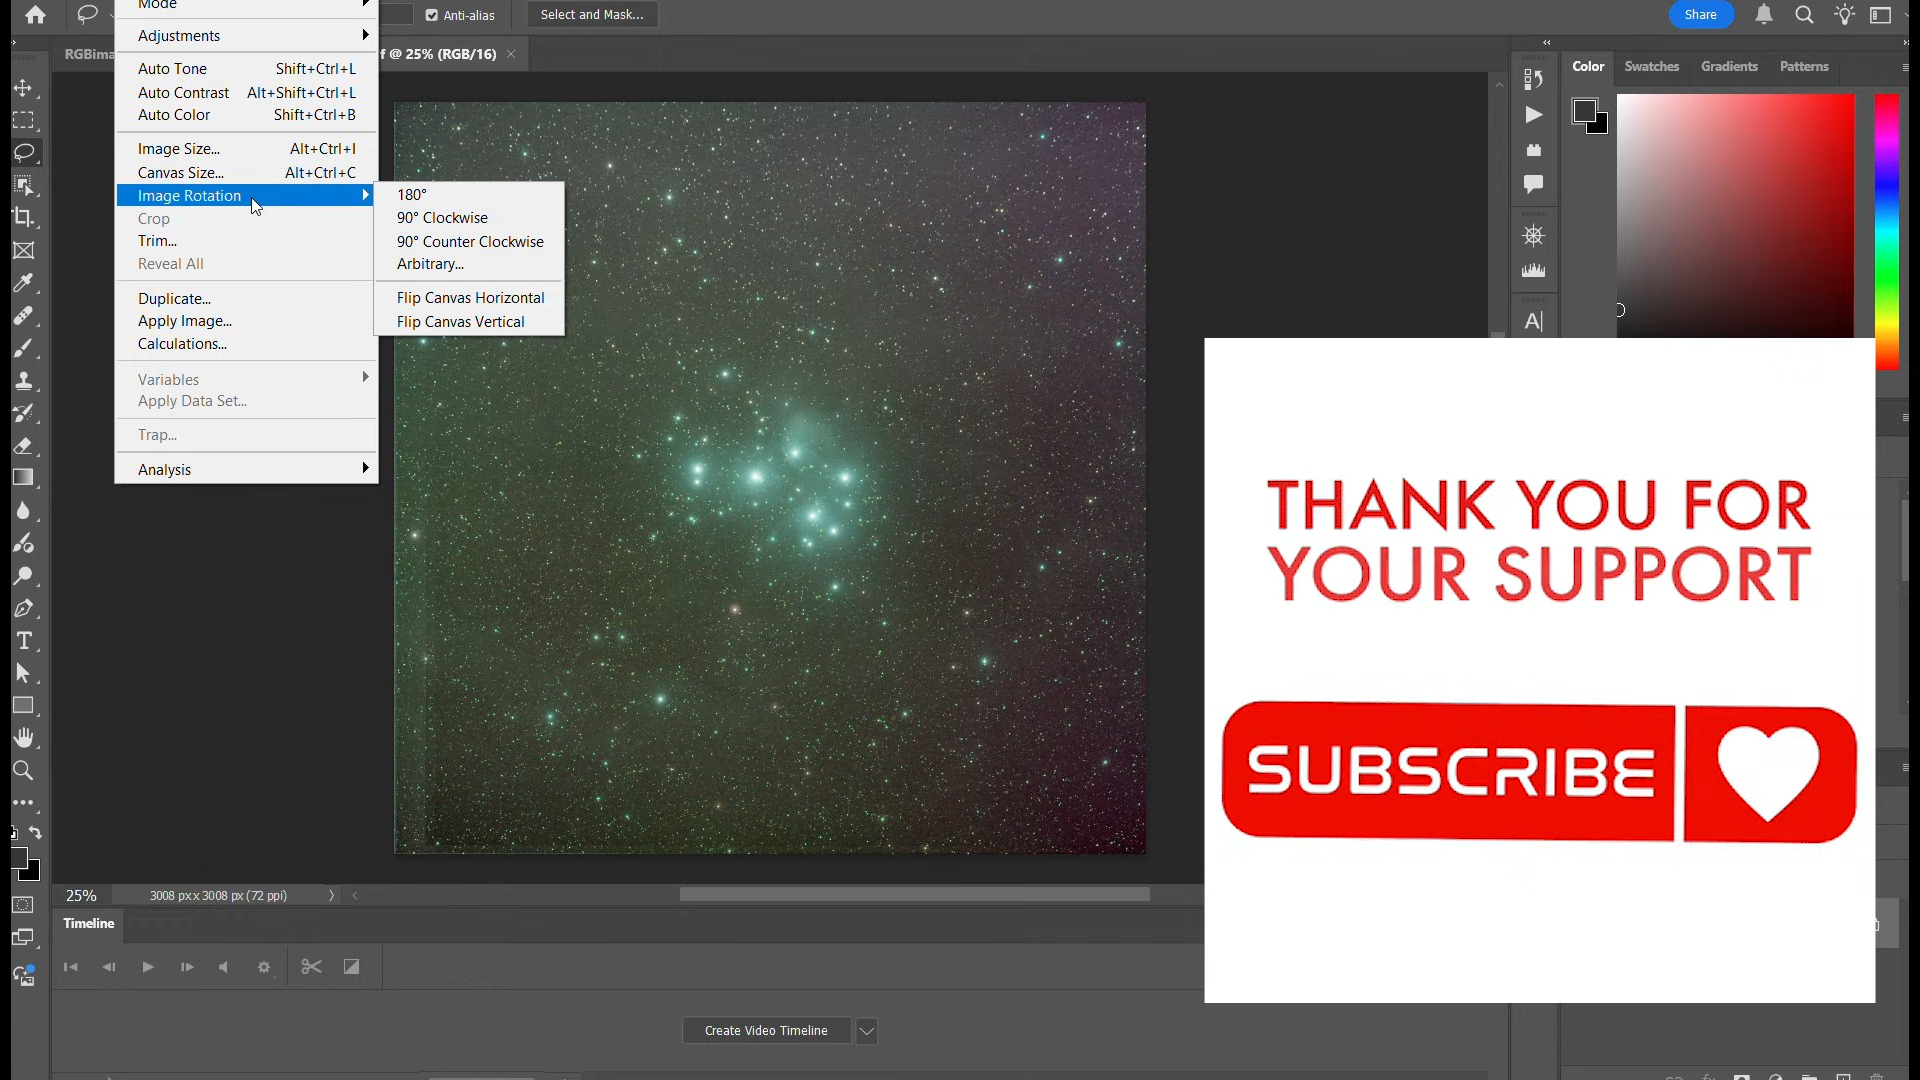 Mode
Anti-alias
Select and Mask...
Share
RGBima
f @ 25% (RGB/16)
Adjustments
Auto Tone Shift+Ctrl+L
Auto Contrast Alt+Shift+Ctrl+L
Auto Color Shift+Ctrl+B
Image Size... Alt+Ctrl+I
Canvas Size... Alt+Ctrl+C
Image Rotation
Crop
Trim...
Reveal All
Duplicate...
Apply Image...
Calculations...
Variables
Apply Data Set...
Trap...
Analysis
180°
90° Clockwise
90° Counter Clockwise
Arbitrary...
Flip Canvas Horizontal
Flip Canvas Vertical
Color Swatches Gradients Patterns
THANK YOU FOR
YOUR SUPPORT
SUBSCRIBE
25% 3008 px x 3008 px (72 ppi)
Timeline
Create Video Timeline